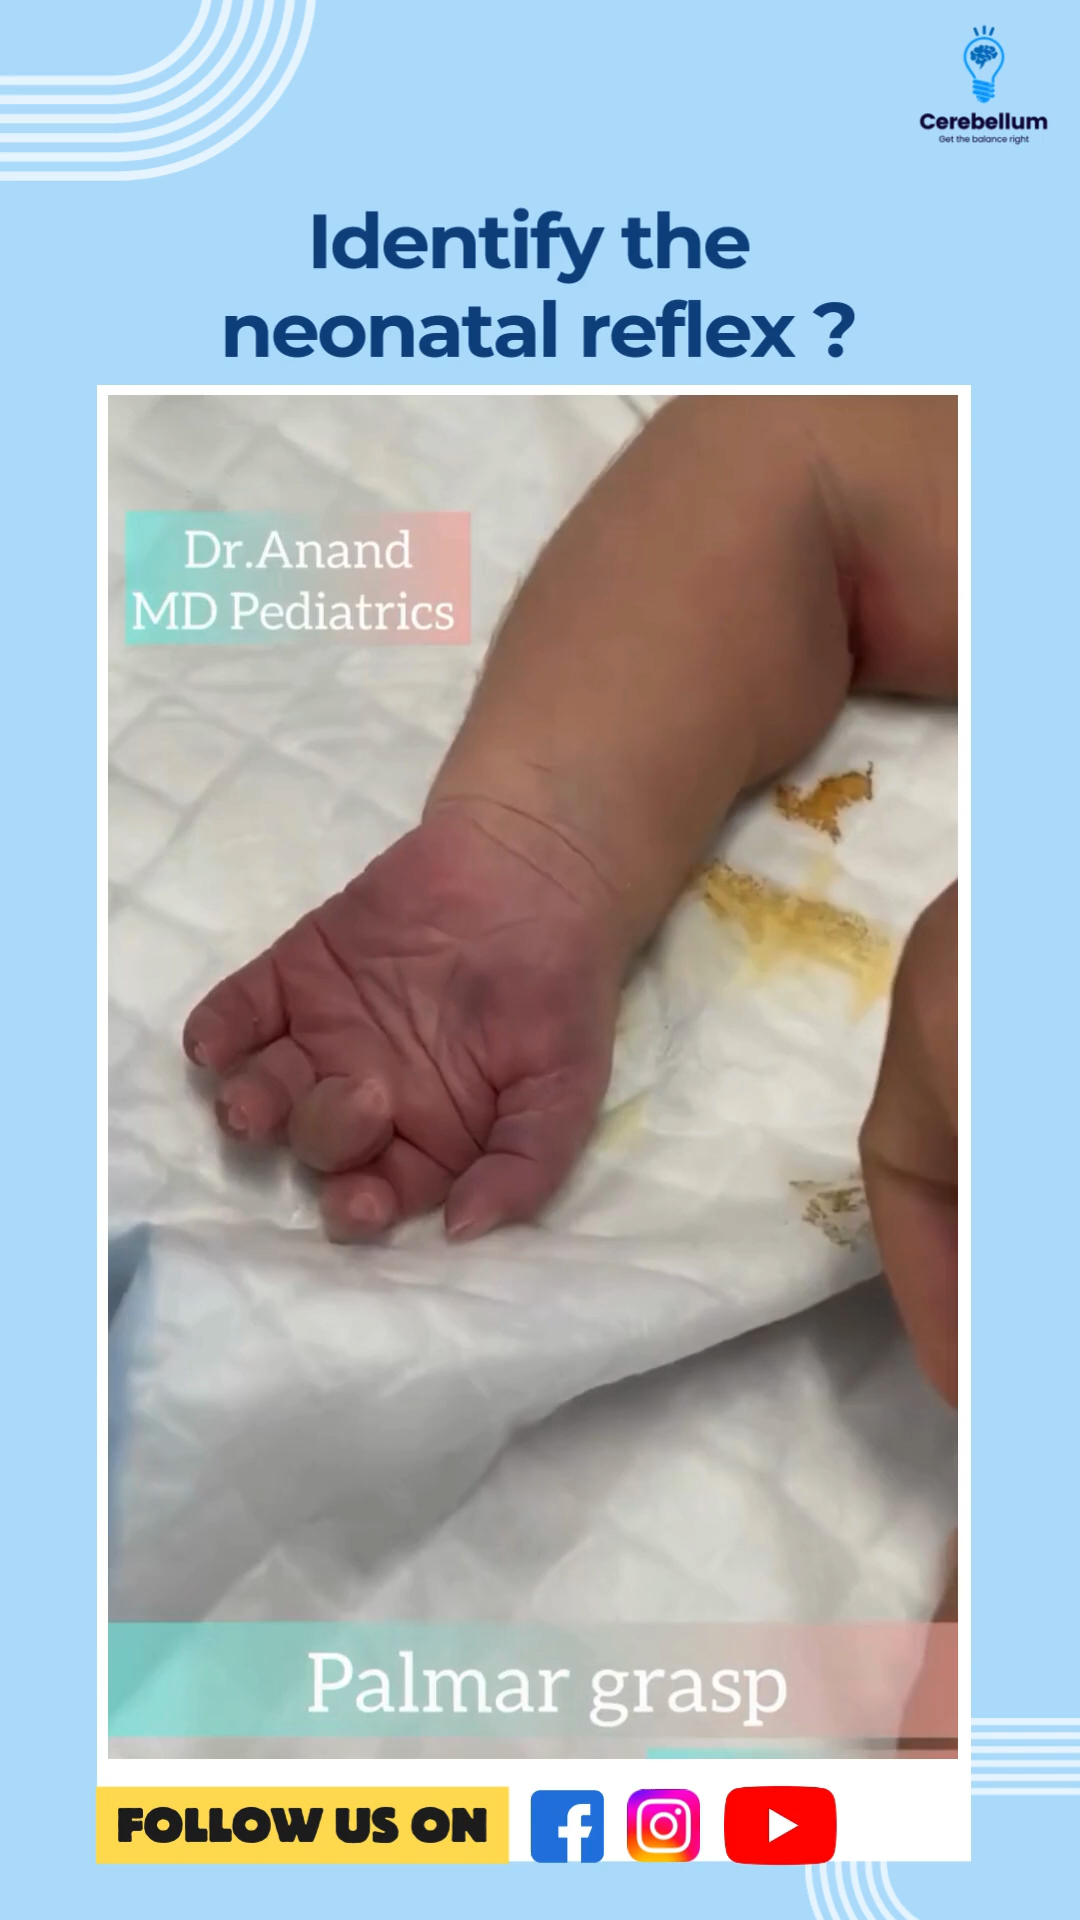 Cerebellum
Get the balance right
Identify the
neonatal reflex ?
Dr.Anand
MD Pediatrics
Palmar grasp
FOLLOW US ON